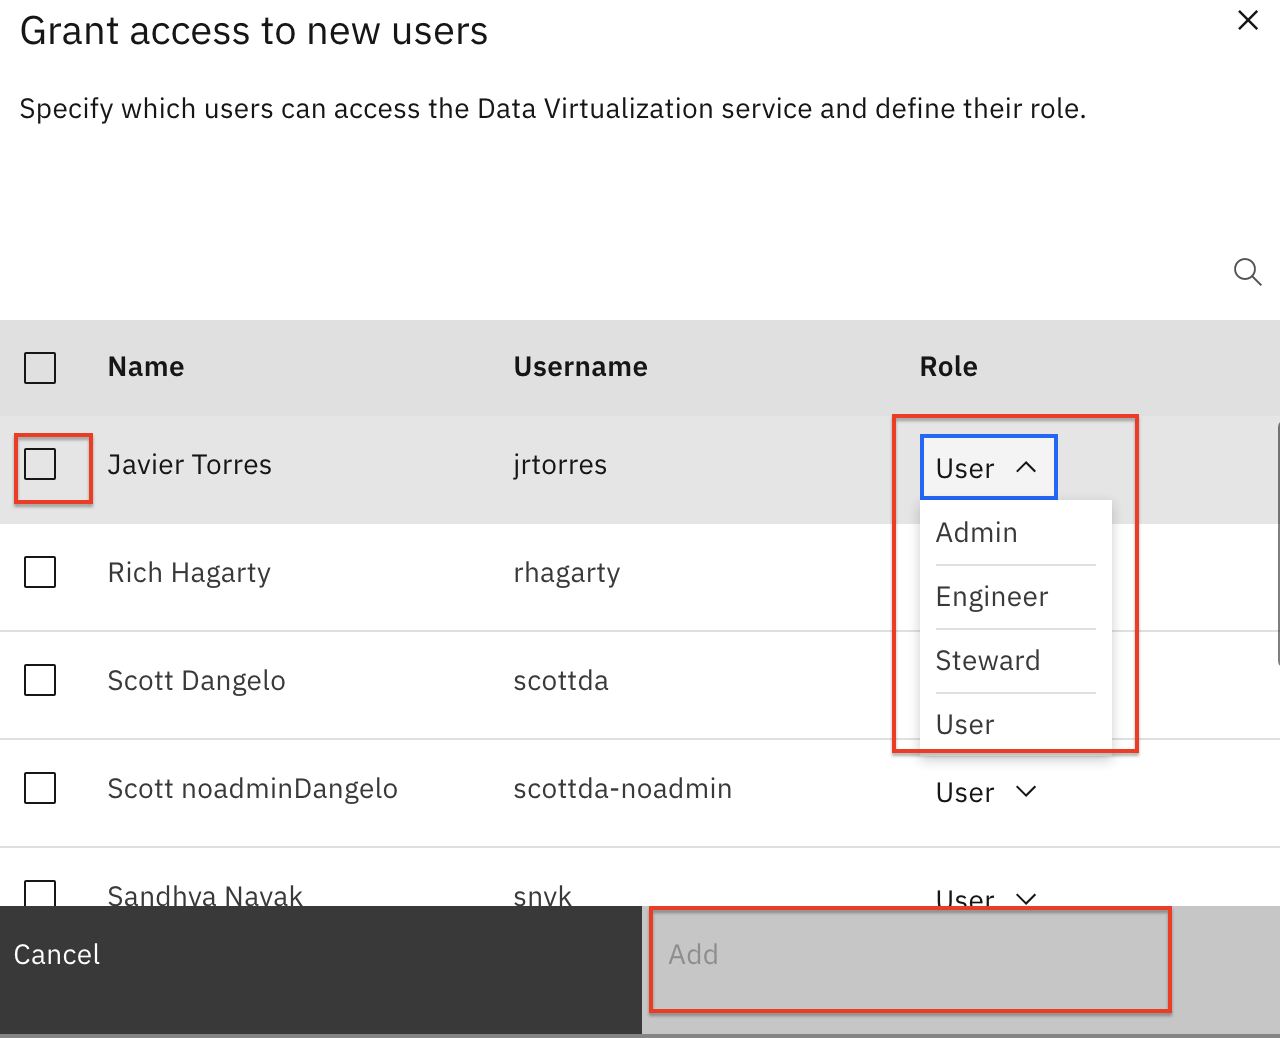 Grant access to new users
Specify which users can access the Data Virtualization service and define their role.
Name Username Role
Javier Torres jrtorres User
Admin
Rich Hagarty rhagarty
Engineer
Steward
Scott Dangelo scottda
User
Scott noadminDangelo scottda-noadmin User
Sandhya Nayak snyk User
Cancel Add